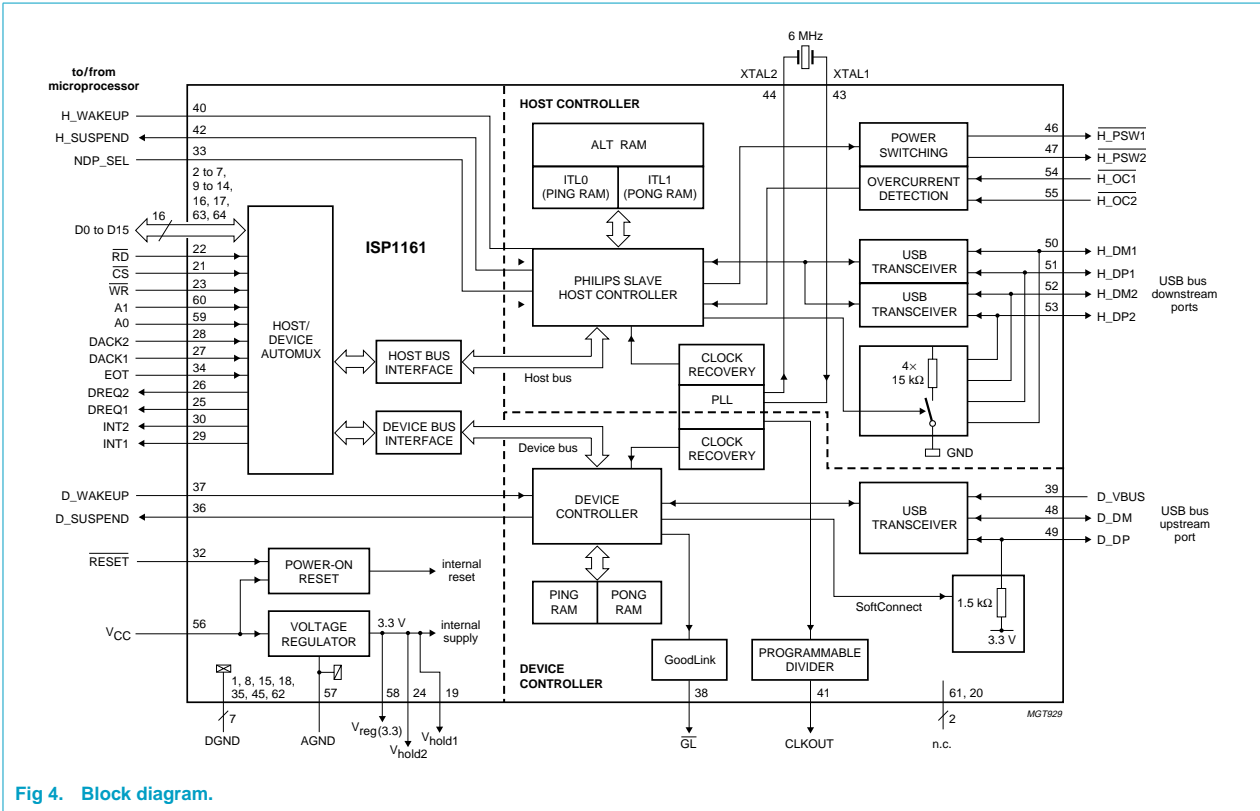 6 MHz
to/from
microprocessor
XTAL2
XTAL1
44
43
HOST CONTROLLER
H_WAKEUP
40
H_SUSPEND
42
NDP_SEL
33
2 to 7,
9 to 14,
16, 17,
63, 64
D0 to D15
16
RD
22
CS
21
WR
23
A1
60
A0
59
DACK2
28
DACK1
27
EOT
34
DREQ2
26
DREQ1
25
INT2
30
INT1
29
HOST/
DEVICE
AUTOMUX
ISP1161
ALT RAM
ITL0
(PING RAM)
ITL1
(PONG RAM)
PHILIPS SLAVE
HOST CONTROLLER
HOST BUS
INTERFACE
Host bus
DEVICE BUS
INTERFACE
Device bus
CLOCK
RECOVERY
PLL
CLOCK
RECOVERY
POWER
SWITCHING
OVERCURRENT
DETECTION
46
H_PSW1
47
H_PSW2
54
H_OC1
55
H_OC2
USB
TRANSCEIVER
USB
TRANSCEIVER
50
H_DM1
51
H_DP1
52
H_DM2
53
H_DP2
USB bus
downstream
ports
4×
15 kΩ
GND
D_WAKEUP
37
D_SUSPEND
36
DEVICE
CONTROLLER
USB
TRANSCEIVER
39
D_VBUS
48
D_DM
49
D_DP
USB bus
upstream
port
RESET
32
POWER-ON
RESET
internal
reset
PING
RAM
PONG
RAM
SoftConnect
1.5 kΩ
3.3 V
VCC
56
VOLTAGE
REGULATOR
3.3 V
internal
supply
GoodLink
PROGRAMMABLE
DIVIDER
DEVICE
CONTROLLER
1, 8, 15, 18,
35, 45, 62
57
58
24
19
38
41
61, 20
7
2
MGT929
DGND
AGND
Vreg(3.3)
Vhold2
Vhold1
GL
CLKOUT
n.c.
Fig 4. Block diagram.